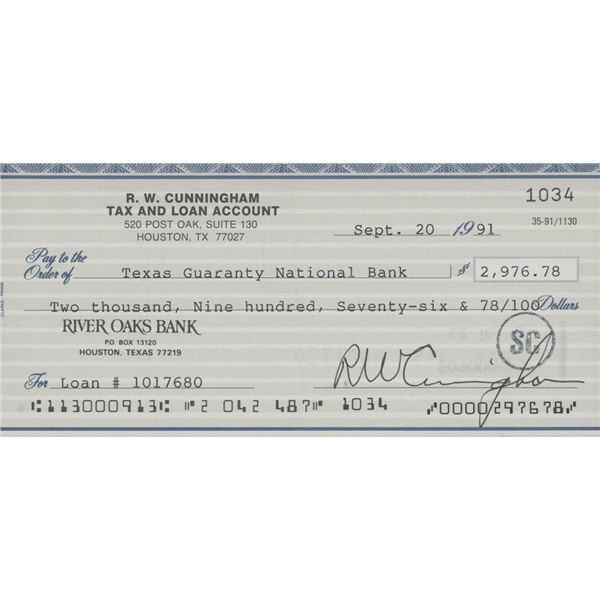 R. W. CUNNINGHAM
TAX AND LOAN ACCOUNT
520 POST OAK, SUITE 130
HOUSTON, TX 77027
1034
35-91/1130
Sept. 20 1991
Pay to the
Order of Texas Guaranty National Bank $ 2,976.78
Two thousand, Nine hundred, Seventy-six & 78/100 Dollars
RIVER OAKS BANK
P.O. BOX 13120
HOUSTON, TEXAS 77219
SC
For Loan # 1017680 RW Cunningham
⑆113000913⑆ ⑈2 042 487⑈ 1034 ⑈0000297678⑈